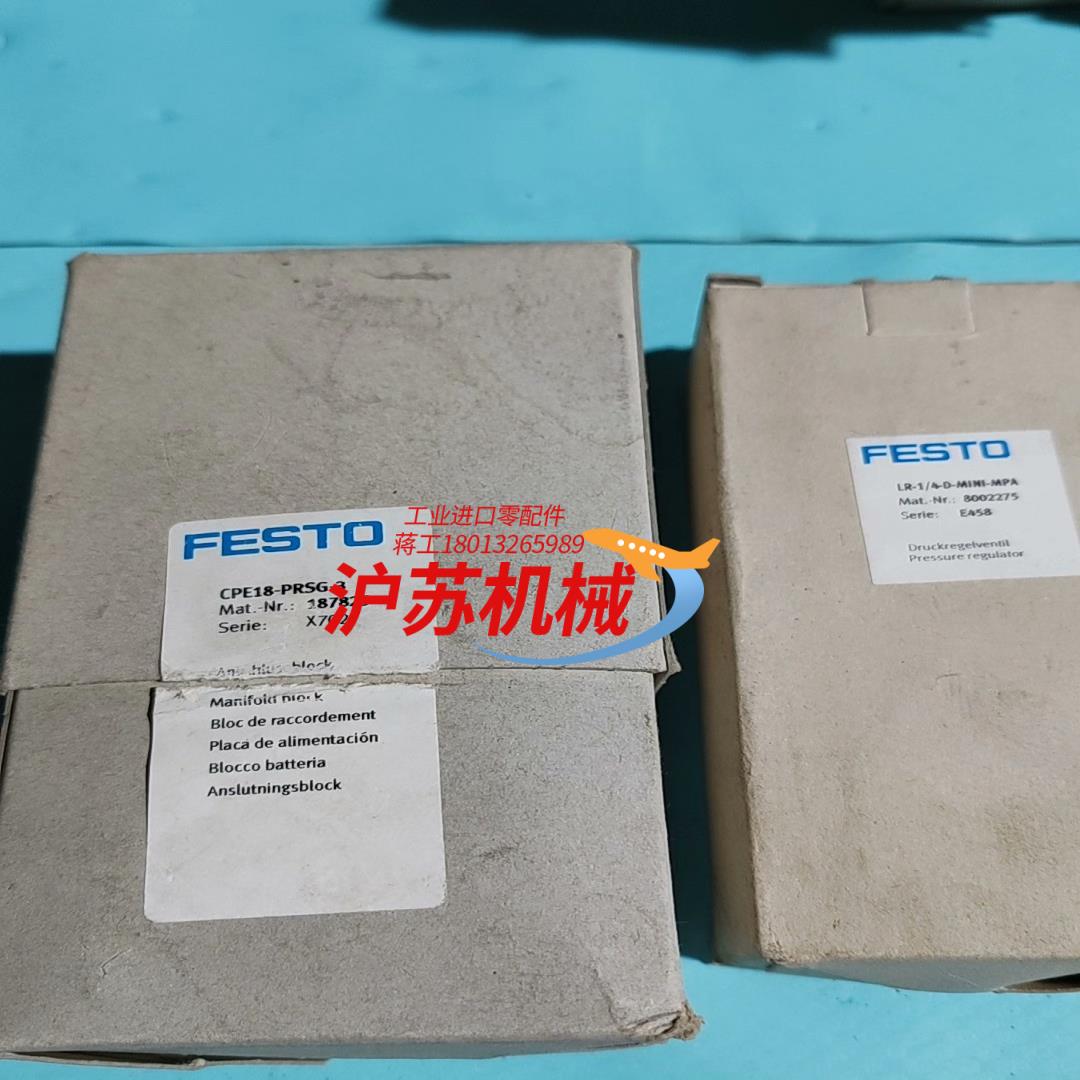 FESTO
CPE18-PRSG-3
Mat.-Nr.:
Serie:
block
Manifold block
Bloc de raccordement
Placa de alimentación
Blocco batteria
Anslutningsblock
工业进口零配件
蒋工18013265989
沪苏机械
FESTO
LR-1/4-D-MINI-MPA
Mat.-Nr.: 8002275
Serie: E458
Druckregelventil
Pressure regulator